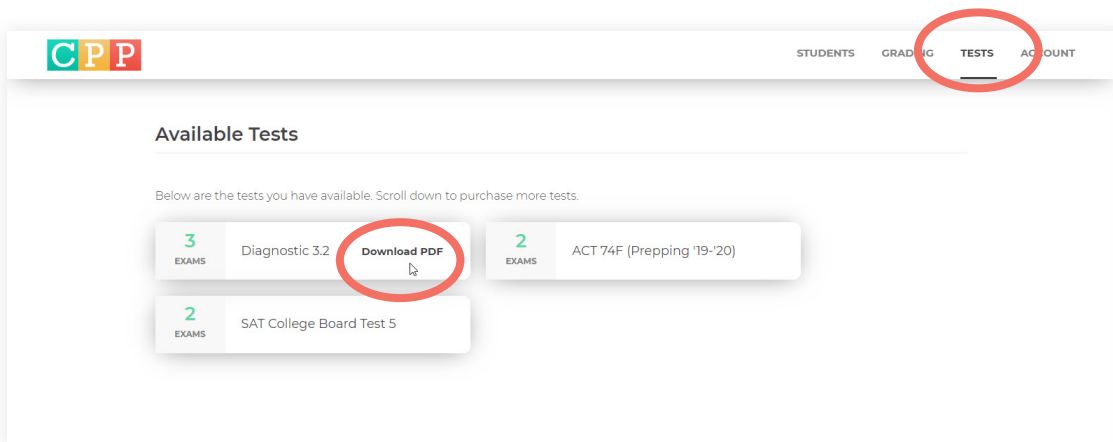 CPP
STUDENTS GRADING TESTS ACCOUNT
Available Tests
Below are the tests you have available. Scroll down to purchase more tests.
3
EXAMS
Diagnostic 3.2 Download PDF
2
EXAMS
ACT 74F (Prepping '19-'20)
2
EXAMS
SAT College Board Test 5